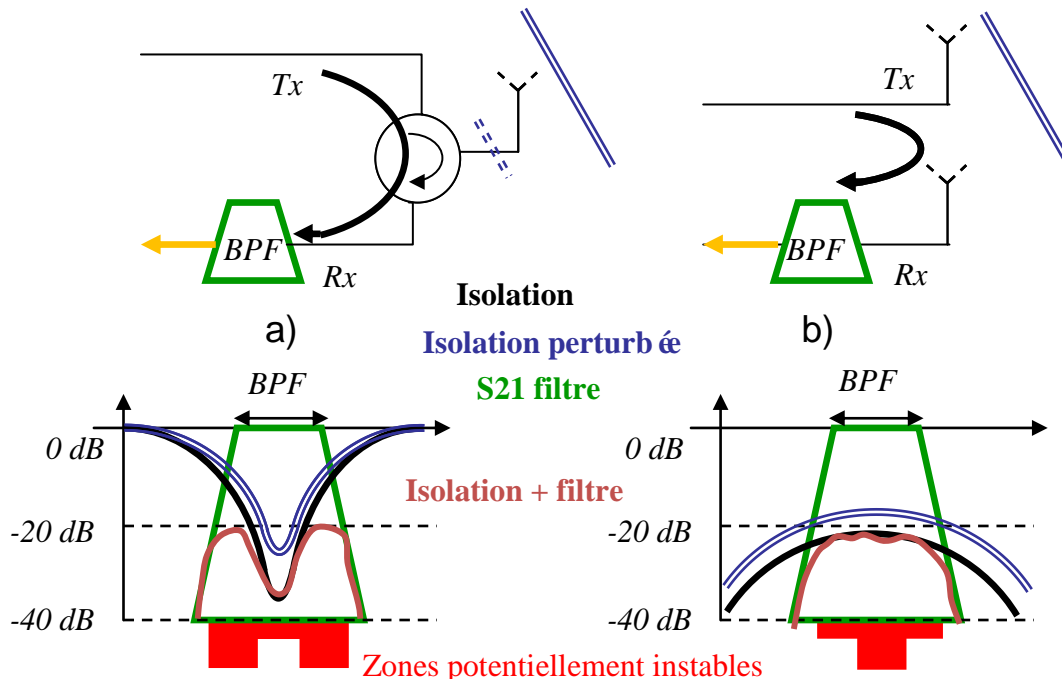 Tx
BPF
Rx
a)
Tx
BPF
Rx
b)
Isolation
Isolation perturbée
S21 filtre
Isolation + filtre
BPF
0 dB
-20 dB
-40 dB
BPF
0 dB
-20 dB
-40 dB
Zones potentiellement instables